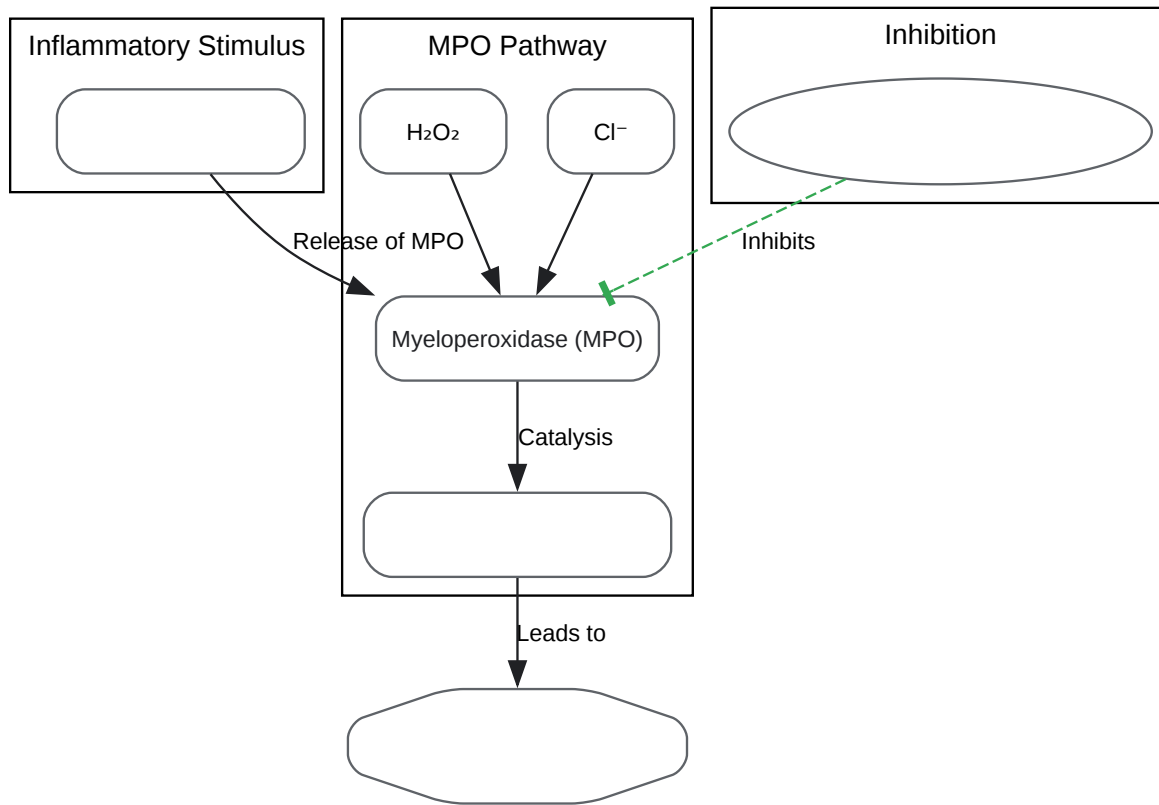 Inflammatory Stimulus
MPO Pathway
Inhibition
H₂O₂
Cl⁻
Release of MPO
Inhibits
Myeloperoxidase (MPO)
Catalysis
Leads to